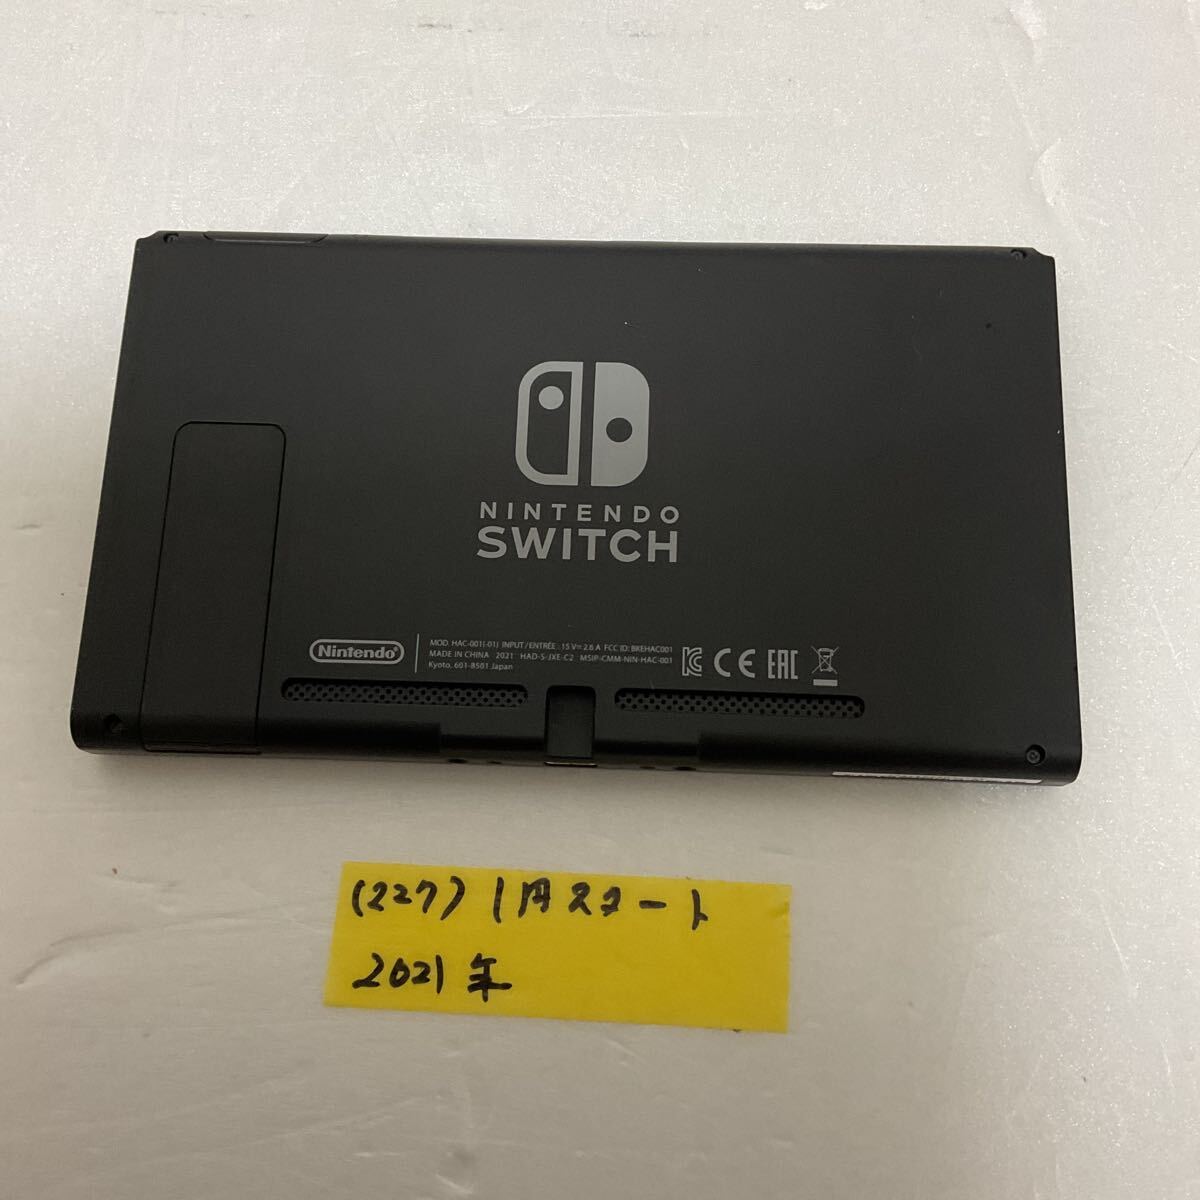 NINTENDO
SWITCH
Nintendo
MOD. HAC-001(-01) INPUT/ENTRÉE : 15 V⎓ 2.6 A FCC ID: BKEHAC001
MADE IN CHINA 2021 HAD-S-JXE-C2 MSIP-CMM-NIN-HAC-001
Kyoto, 601-8501 Japan
CE EAC
(227) 1円スタート
2021年